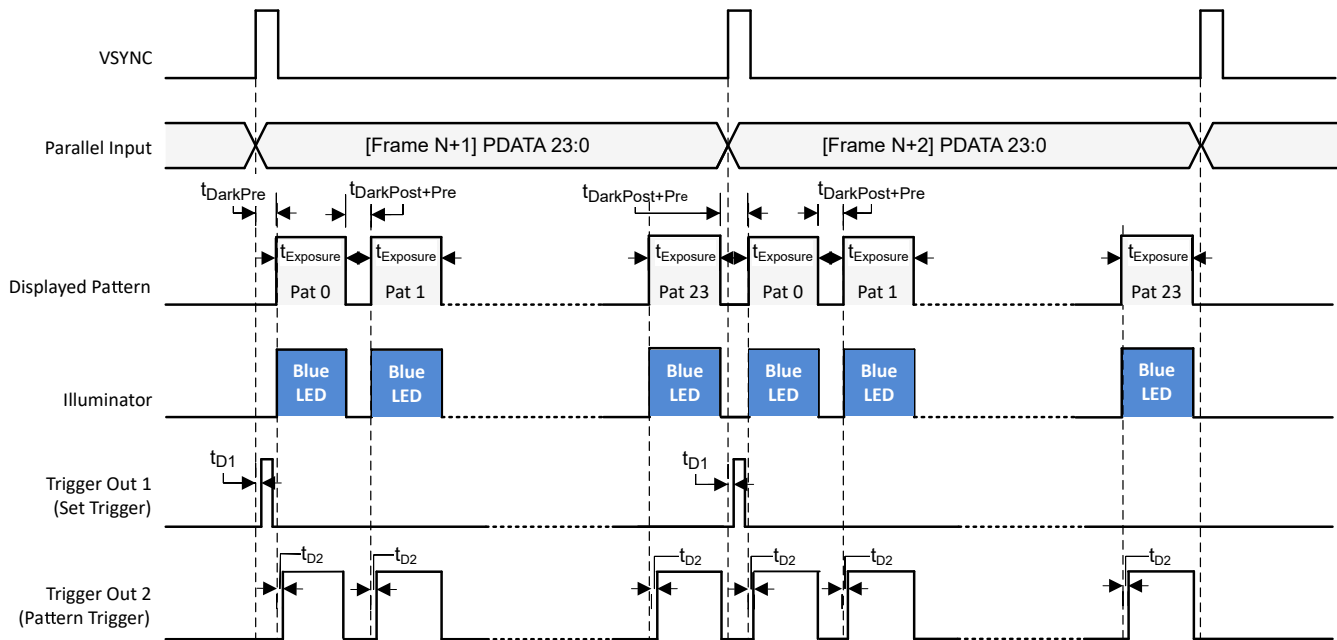 VSYNC
Parallel Input
[Frame N+1] PDATA 23:0
[Frame N+2] PDATA 23:0
tDarkPre
tDarkPost+Pre
tDarkPost+Pre
tDarkPost+Pre
Displayed Pattern
tExposure
Pat 0
tExposure
Pat 1
tExposure
Pat 23
tExposure
Pat 0
tExposure
Pat 1
tExposure
Pat 23
Illuminator
Blue
LED
Blue
LED
Blue
LED
Blue
LED
Blue
LED
Blue
LED
tD1
tD1
Trigger Out 1
(Set Trigger)
tD2
tD2
tD2
tD2
tD2
tD2
Trigger Out 2
(Pattern Trigger)